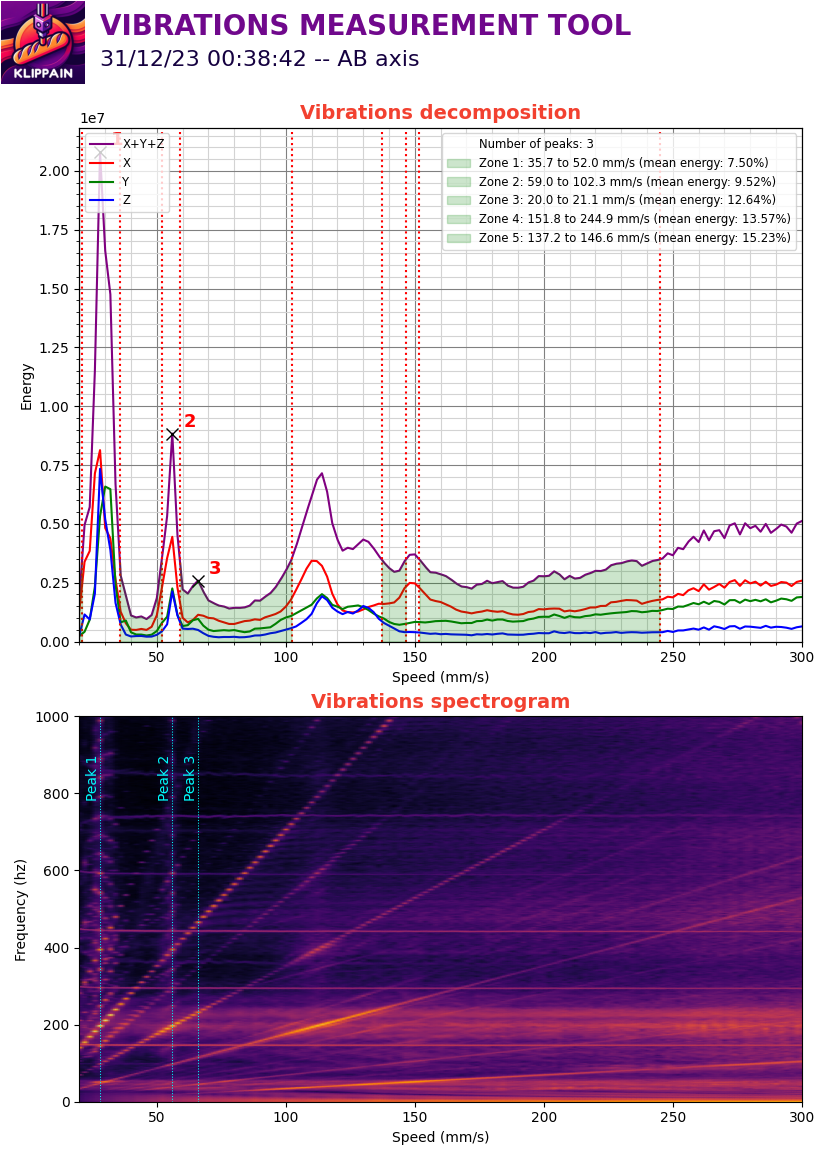 KLIPPAIN
VIBRATIONS MEASUREMENT TOOL
31/12/23 00:38:42 -- AB axis
Vibrations decomposition
1e7
X+Y+Z
X
Y
Z
Number of peaks: 3
Zone 1: 35.7 to 52.0 mm/s (mean energy: 7.50%)
Zone 2: 59.0 to 102.3 mm/s (mean energy: 9.52%)
Zone 3: 20.0 to 21.1 mm/s (mean energy: 12.64%)
Zone 4: 151.8 to 244.9 mm/s (mean energy: 13.57%)
Zone 5: 137.2 to 146.6 mm/s (mean energy: 15.23%)
2.00
1.75
1.50
1.25
1.00
0.75
0.50
0.25
0.00
Energy
2
3
50
100
150
200
250
300
Speed (mm/s)
Vibrations spectrogram
1000
800
600
400
200
0
Frequency (hz)
Peak 1
Peak 2
Peak 3
50
100
150
200
250
300
Speed (mm/s)